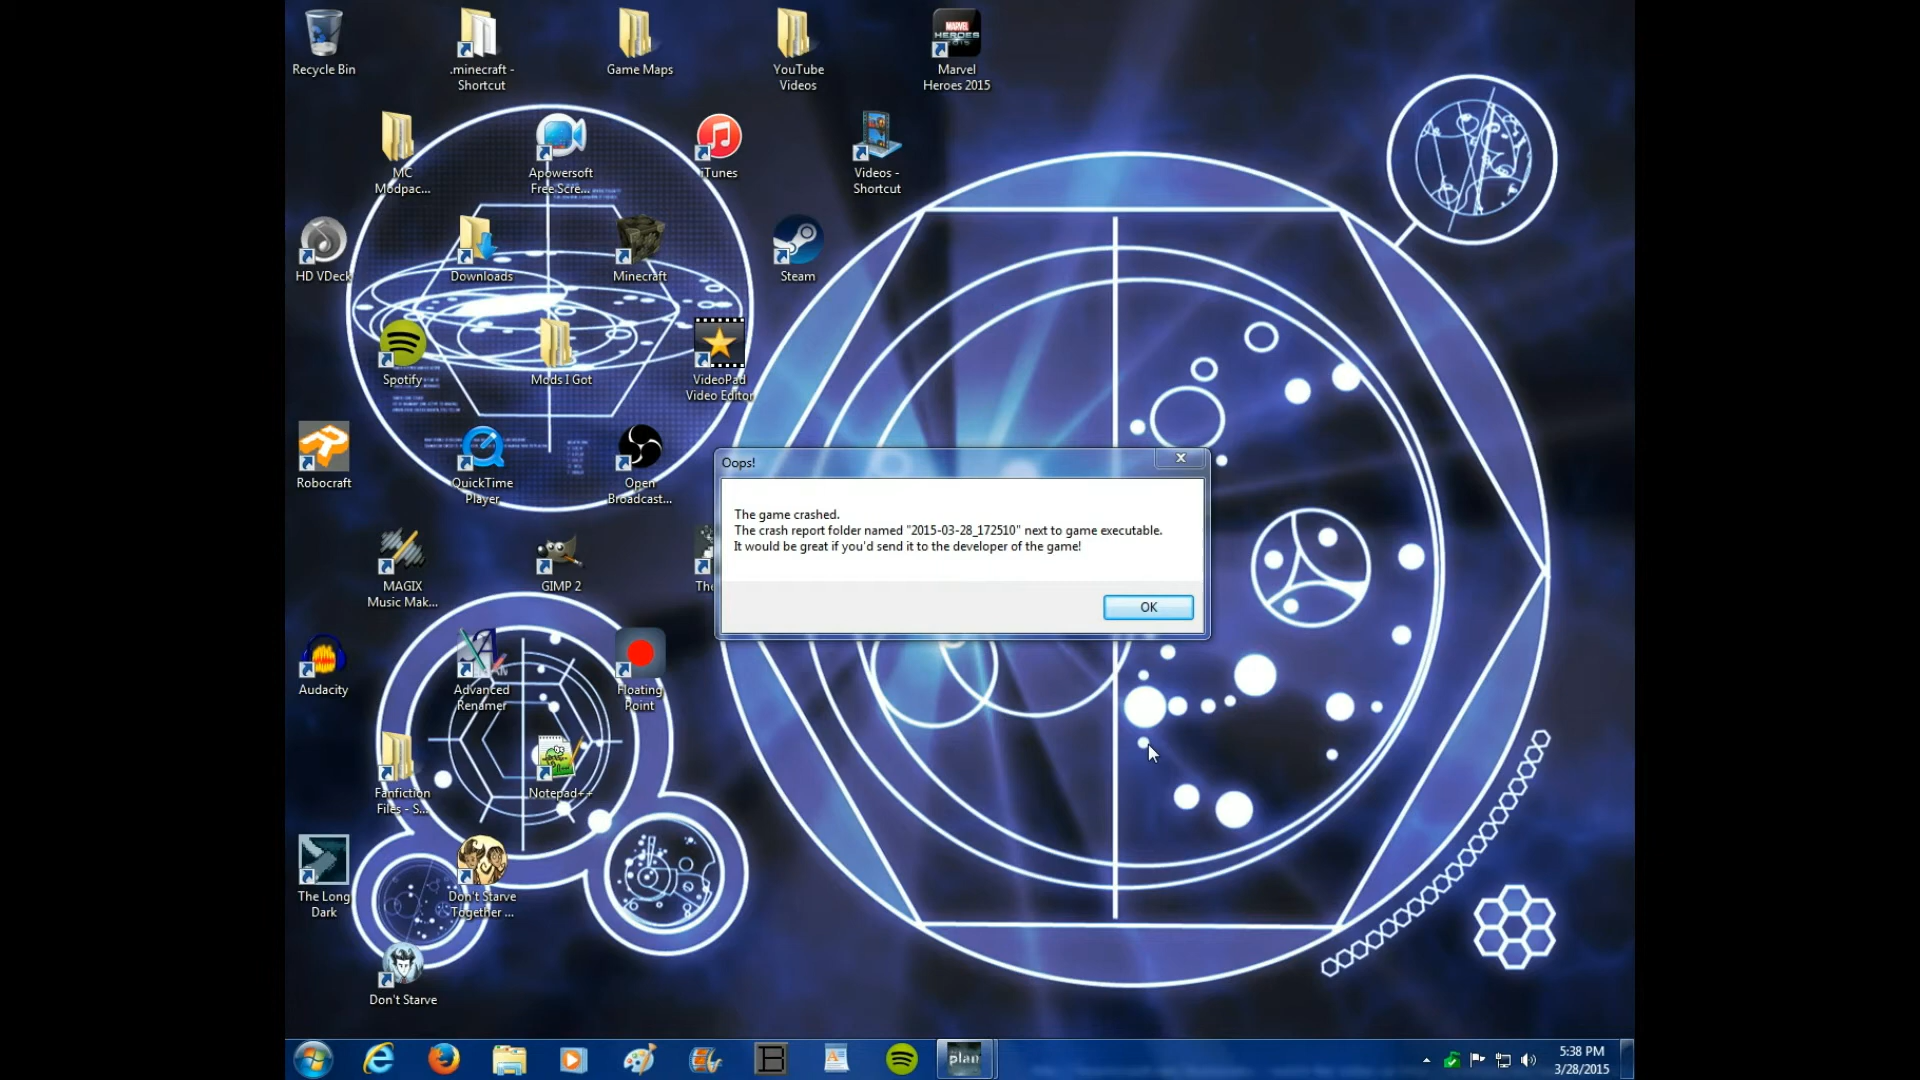 Recycle Bin
.minecraft -
Shortcut
Game Maps
YouTube
Videos
MARVEL
HEROES
2015
Marvel
Heroes 2015
MC
Modpac...
Apowersoft
Free Scre...
iTunes
Videos -
Shortcut
HD VDeck
Downloads
Minecraft
Steam
Spotify
Mods I Got
VideoPad
Video Editor
Robocraft
QuickTime
Player
Open
Broadcast...
Oops!
The game crashed.
The crash report folder named "2015-03-28_172510" next to game executable.
It would be great if you'd send it to the developer of the game!
OK
MAGIX
Music Mak...
GIMP 2
The
Audacity
Advanced
Renamer
Floating
Point
Fanfiction
Files - S...
Notepad++
The Long
Dark
Don't Starve
Together ...
Don't Starve
plan
5:38 PM
3/28/2015